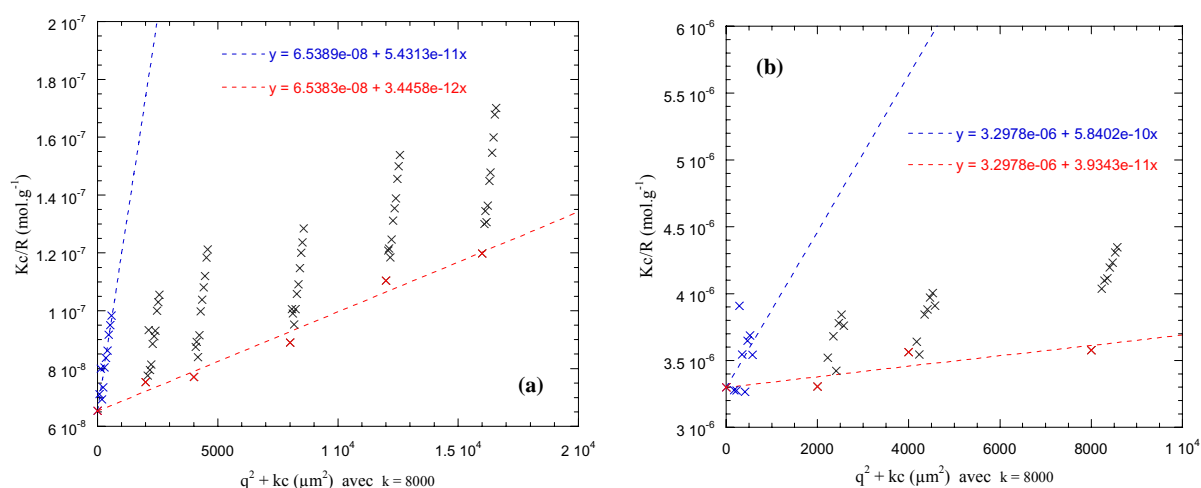 (a)
y = 6.5389e-08 + 5.4313e-11x
y = 6.5383e-08 + 3.4458e-12x
2 10⁻⁷
1.8 10⁻⁷
1.6 10⁻⁷
1.4 10⁻⁷
1.2 10⁻⁷
1 10⁻⁷
8 10⁻⁸
6 10⁻⁸
Kc/R (mol.g⁻¹)
0
5000
1 10⁴
1.5 10⁴
2 10⁴
q² + kc (µm²) avec k = 8000
(b)
y = 3.2978e-06 + 5.8402e-10x
y = 3.2978e-06 + 3.9343e-11x
6 10⁻⁶
5.5 10⁻⁶
5 10⁻⁶
4.5 10⁻⁶
4 10⁻⁶
3.5 10⁻⁶
3 10⁻⁶
Kc/R (mol.g⁻¹)
0
2000
4000
6000
8000
1 10⁴
q² + kc (µm²) avec k = 8000